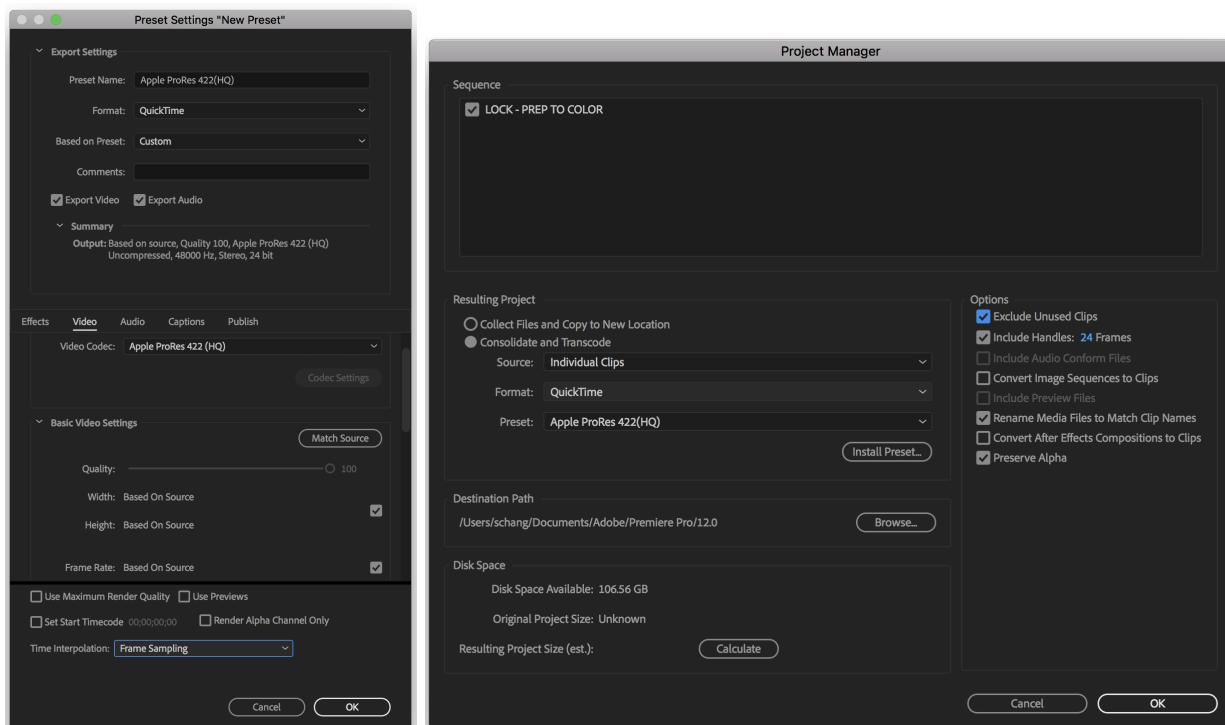 Preset Settings "New Preset"
Export Settings
Preset Name: Apple ProRes 422(HQ)
Format: QuickTime
Based on Preset: Custom
Comments:
Export Video Export Audio
Summary
Output: Based on source, Quality 100, Apple ProRes 422 (HQ)
Uncompressed, 48000 Hz, Stereo, 24 bit
Effects Video Audio Captions Publish
Video Codec: Apple ProRes 422 (HQ)
Codec Settings
Basic Video Settings
Match Source
Quality: 100
Width: Based On Source
Height: Based On Source
Frame Rate: Based On Source
Use Maximum Render Quality Use Previews
Set Start Timecode 00;00;00;00 Render Alpha Channel Only
Time Interpolation: Frame Sampling
Cancel OK
Project Manager
Sequence
LOCK - PREP TO COLOR
Resulting Project
Collect Files and Copy to New Location
Consolidate and Transcode
Source: Individual Clips
Format: QuickTime
Preset: Apple ProRes 422(HQ)
Install Preset...
Destination Path
/Users/schang/Documents/Adobe/Premiere Pro/12.0
Browse...
Disk Space
Disk Space Available: 106.56 GB
Original Project Size: Unknown
Resulting Project Size (est.): Calculate
Options
Exclude Unused Clips
Include Handles: 24 Frames
Include Audio Conform Files
Convert Image Sequences to Clips
Include Preview Files
Rename Media Files to Match Clip Names
Convert After Effects Compositions to Clips
Preserve Alpha
Cancel OK